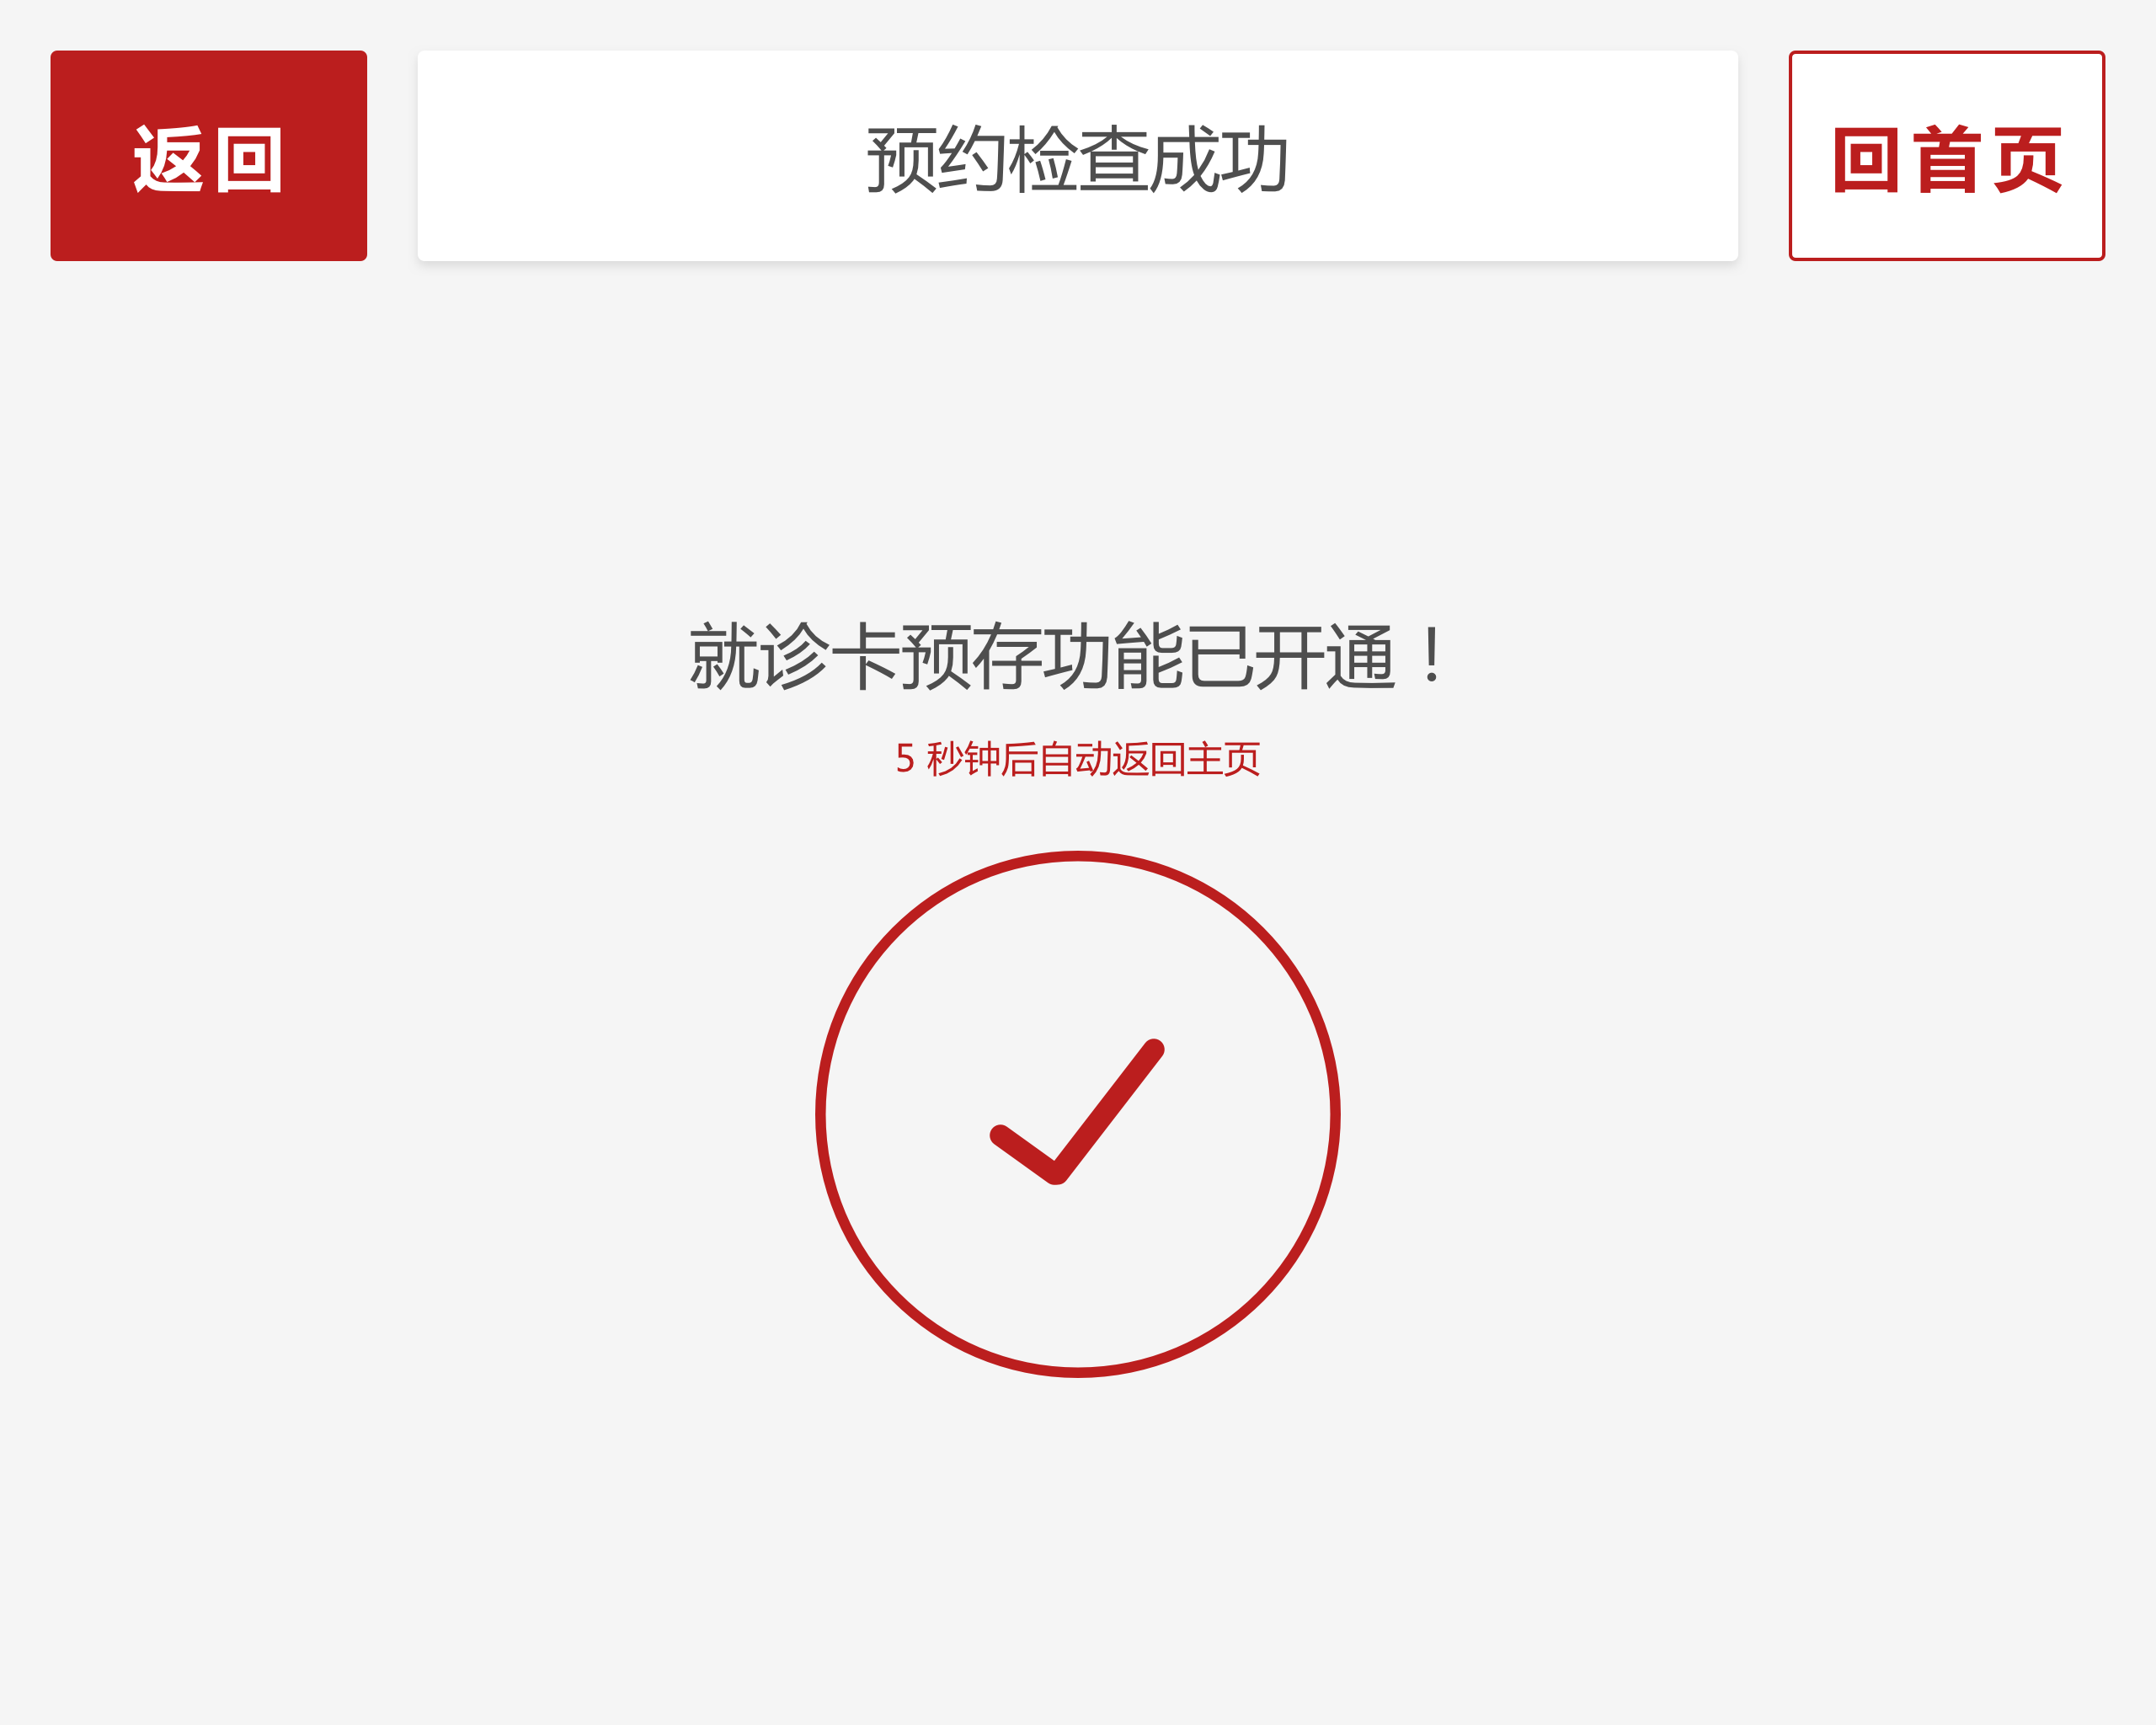 返回
预约检查成功
回首页
就诊卡预存功能已开通！
5 秒钟后自动返回主页